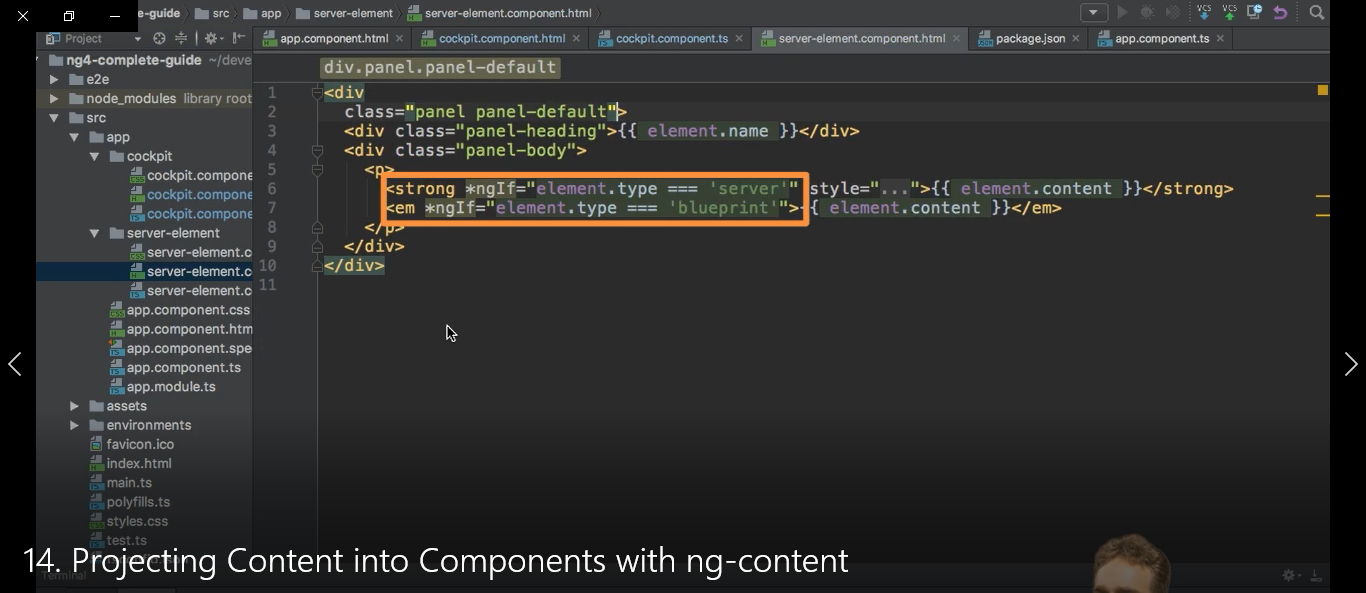 e-guide src app server-element server-element.component.html
VCS VCS
Project app.component.html cockpit.component.html cockpit.component.ts server-element.component.html package.json app.component.ts
ng4-complete-guide ~/deve
e2e
node_modules library root
src
app
cockpit
cockpit.compone
cockpit.compone
cockpit.compone
server-element
server-element.c
server-element.c
server-element.c
app.component.css
app.component.htm
app.component.spe
app.component.ts
app.module.ts
assets
environments
favicon.ico
index.html
main.ts
polyfills.ts
styles.css
test.ts
div.panel.panel-default
1 <div
2 class="panel panel-default">
3 <div class="panel-heading">{{ element.name }}</div>
4 <div class="panel-body">
5 <p>
6 <strong *ngIf="element.type === 'server'" style="...">{{ element.content }}</strong>
7 <em *ngIf="element.type === 'blueprint'">{{ element.content }}</em>
8 </p>
9 </div>
10 </div>
11
14. Projecting Content into Components with ng-content
Terminal